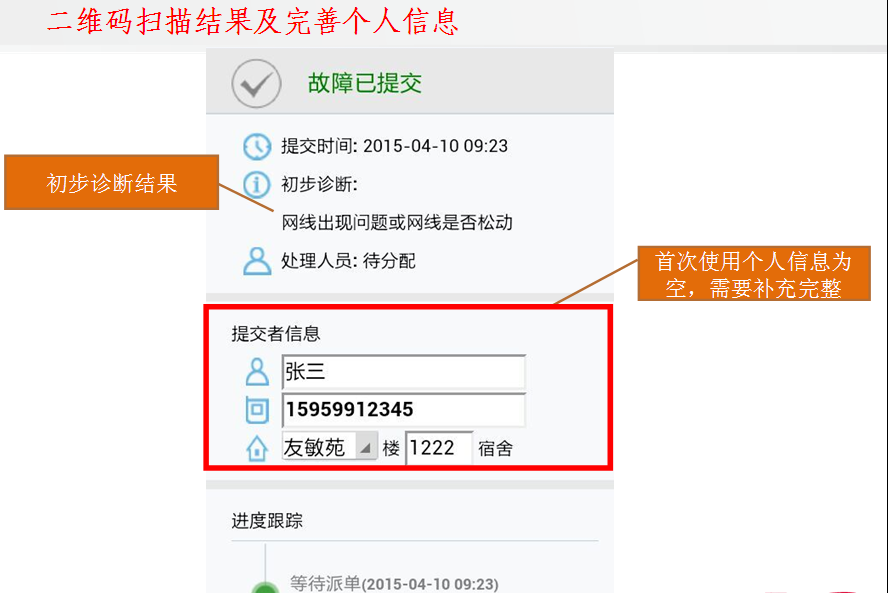 二维码扫描结果及完善个人信息
故障已提交
提交时间: 2015-04-10 09:23
初步诊断结果
初步诊断:
网线出现问题或网线是否松动
处理人员: 待分配
首次使用个人信息为
空，需要补充完整
提交者信息
张三
15959912345
友敏苑 楼 1222 宿舍
进度跟踪
等待派单(2015-04-10 09:23)